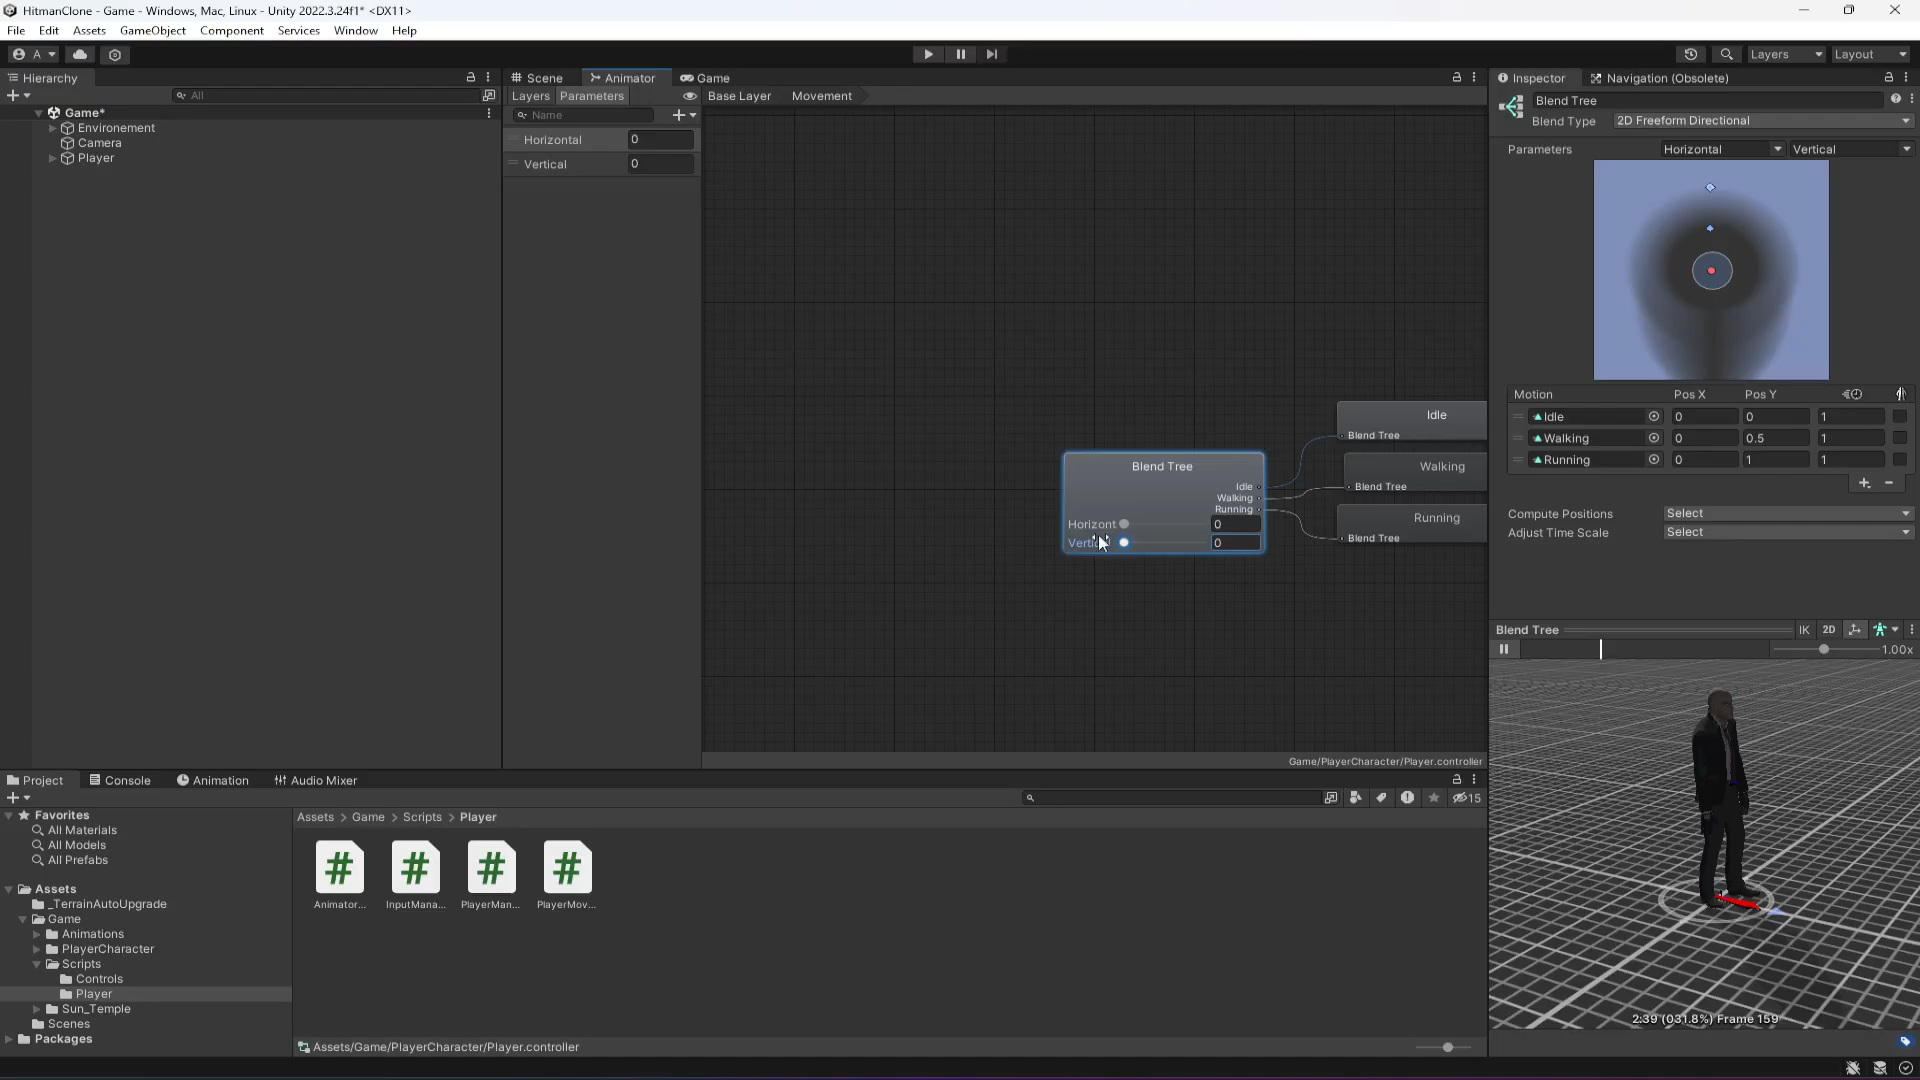 HitmanClone - Game - Windows, Mac, Linux - Unity 2022.3.24f1* <DX11>
File Edit Assets GameObject Component Services Window Help
A Layers Layout
Hierarchy
All
Game*
Environement
Camera
Player
Scene Animator Game
Layers Parameters Base Layer Movement
Name
Horizontal 0
Vertical 0
Idle
Blend Tree
Walking
Blend Tree
Running
Blend Tree
Blend Tree
Idle
Walking
Running
Horizont 0
Vertic 0
Game/PlayerCharacter/Player.controller
Inspector Navigation (Obsolete)
Blend Tree
Blend Type 2D Freeform Directional
Parameters Horizontal Vertical
Motion Pos X Pos Y
Idle 0 0 1
Walking 0 0.5 1
Running 0 1 1
Compute Positions Select
Adjust Time Scale Select
Blend Tree IK 2D
1.00x
2:39 (031.8%) Frame 159
Project Console Animation Audio Mixer
15
Favorites
All Materials
All Models
All Prefabs
Assets
_TerrainAutoUpgrade
Game
Animations
PlayerCharacter
Scripts
Controls
Player
Sun_Temple
Scenes
Packages
Assets > Game > Scripts > Player
Animator... InputMana... PlayerMan... PlayerMov...
Assets/Game/PlayerCharacter/Player.controller